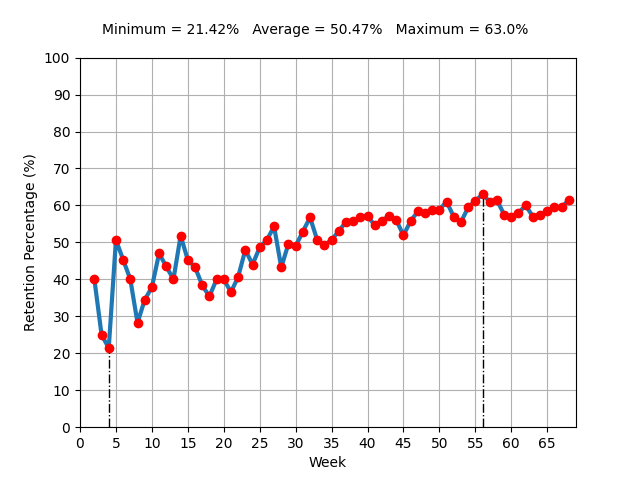 Minimum = 21.42%   Average = 50.47%   Maximum = 63.0%
100
90
80
70
60
50
40
30
20
10
0
Retention Percentage (%)
0 5 10 15 20 25 30 35 40 45 50 55 60 65
Week